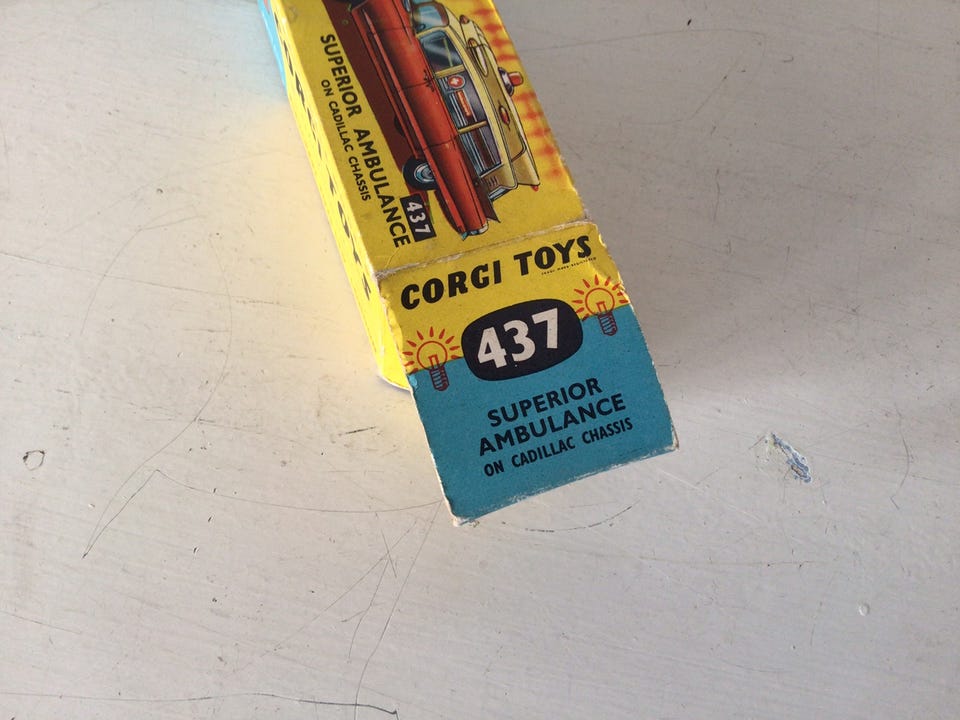 SUPERIOR AMBULANCE
ON CADILLAC CHASSIS
437
CORGI TOYS
437
SUPERIOR
AMBULANCE
ON CADILLAC CHASSIS